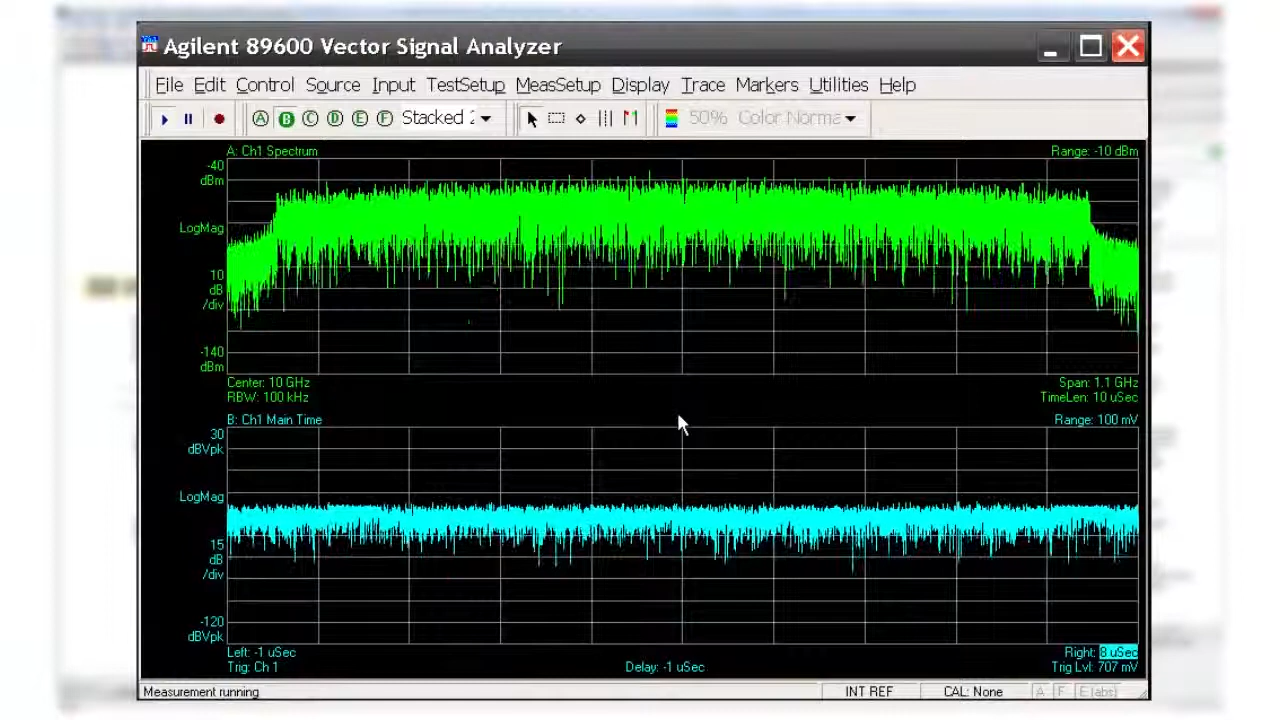 Agilent 89600 Vector Signal Analyzer
File Edit Control Source Input TestSetup MeasSetup Display Trace Markers Utilities Help
A B C D E F Stacked 50% Color Norma
A: Ch1 Spectrum Range: -10 dBm
-40
dBm
LogMag
10
dB
/div
-140
dBm
Center: 10 GHz Span: 1.1 GHz
RBW: 100 kHz TimeLen: 10 uSec
B: Ch1 Main Time Range: 100 mV
30
dBVpk
LogMag
15
dB
/div
-120
dBVpk
Left: -1 uSec Right: 8 uSec
Trig: Ch 1 Delay: -1 uSec Trig Lvl: 707 mV
Measurement running INT REF CAL: None A F E (abs)